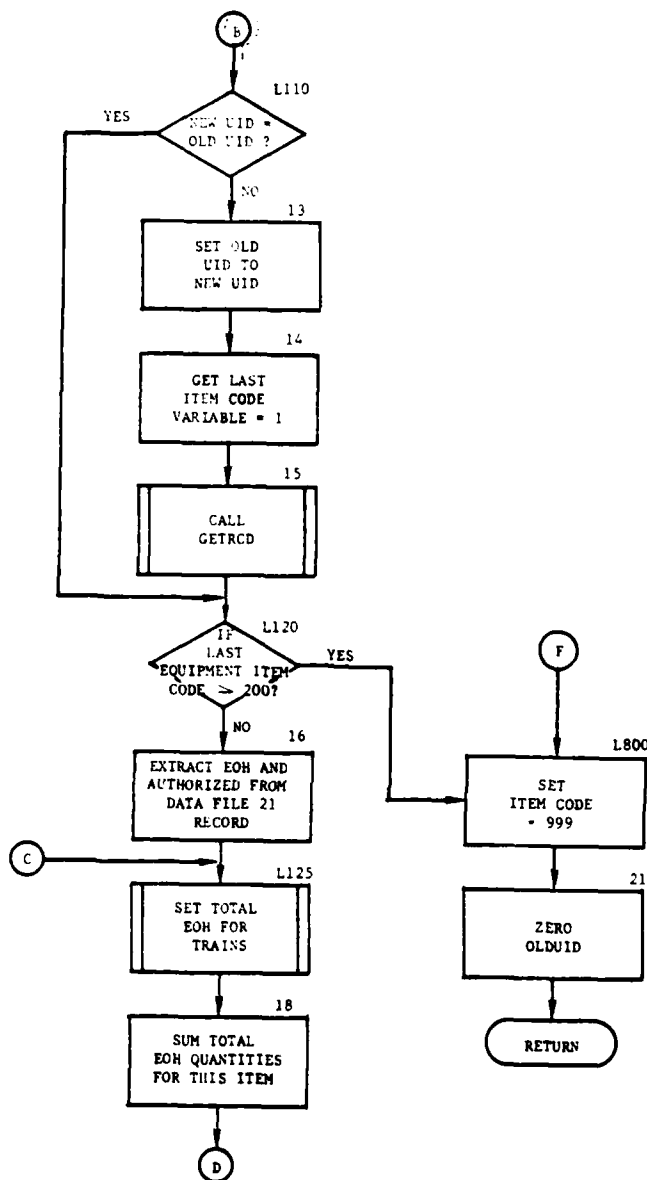 B
L110
YES
NEW UID =
OLD UID ?
NO
13
SET OLD
UID TO
NEW UID
14
GET LAST
ITEM CODE
VARIABLE = 1
15
CALL
GETRCD
L120
IF
LAST
EQUIPMENT ITEM
CODE ≥ 200?
YES
NO
16
EXTRACT EOH AND
AUTHORIZED FROM
DATA FILE 21
RECORD
C
L125
SET TOTAL
EOH FOR
TRAINS
18
SUM TOTAL
EOH QUANTITIES
FOR THIS ITEM
D
F
L800
SET
ITEM CODE
= 999
21
ZERO
OLDUID
RETURN